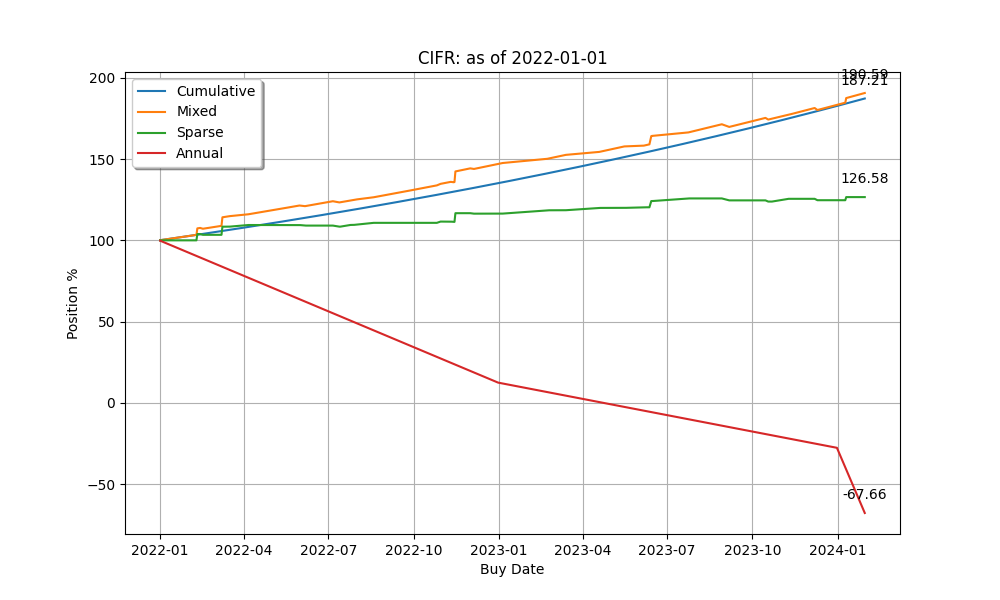 CIFR: as of 2022-01-01
Cumulative
Mixed
Sparse
Annual
190.59
187.21
126.58
-67.66
200
150
100
50
0
−50
Position %
2022-01 2022-04 2022-07 2022-10 2023-01 2023-04 2023-07 2023-10 2024-01
Buy Date